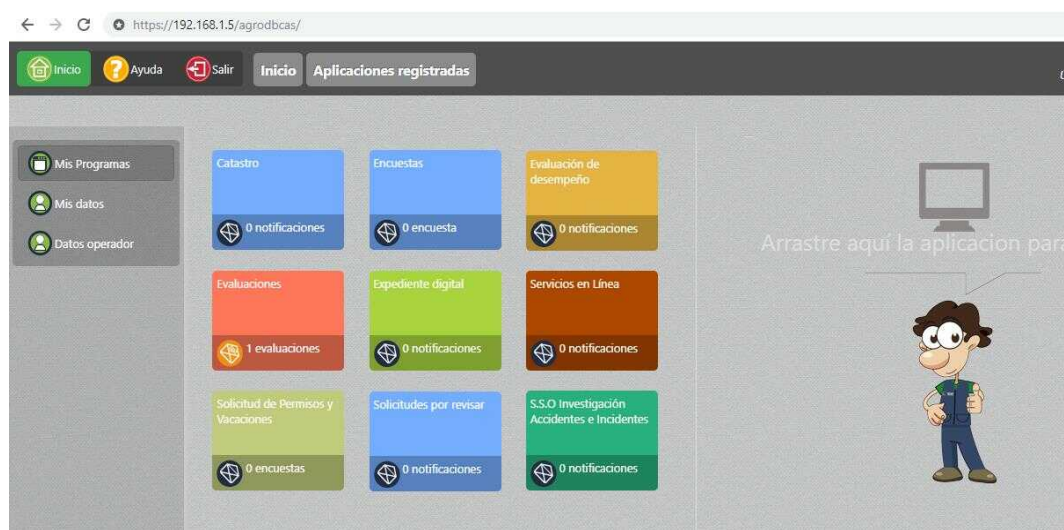 https://192.168.1.5/agrodbcas/
Inicio
Ayuda
Salir
Inicio
Aplicaciones registradas
Mis Programas
Mis datos
Datos operador
Catastro
0 notificaciones
Encuestas
0 encuesta
Evaluación de
desempeño
0 notificaciones
Evaluaciones
1 evaluaciones
Expediente digital
0 notificaciones
Servicios en Línea
0 notificaciones
Solicitud de Permisos y
Vacaciones
0 encuestas
Solicitudes por revisar
0 notificaciones
S.S.O Investigación
Accidentes e Incidentes
0 notificaciones
Arrastre aquí la aplicacion para